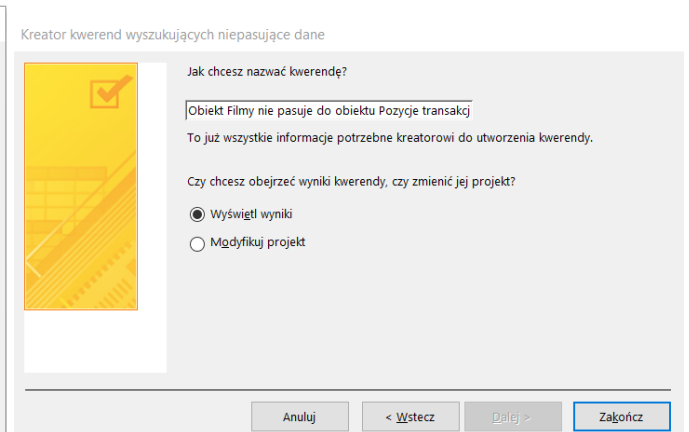 Kreator kwerend wyszukujących niepasujące dane
Jak chcesz nazwać kwerendę?
Obiekt Filmy nie pasuje do obiektu Pozycje transakcj
To już wszystkie informacje potrzebne kreatorowi do utworzenia kwerendy.
Czy chcesz obejrzeć wyniki kwerendy, czy zmienić jej projekt?
Wyświetl wyniki
Modyfikuj projekt
Anuluj
< Wstecz
Dalej >
Zakończ